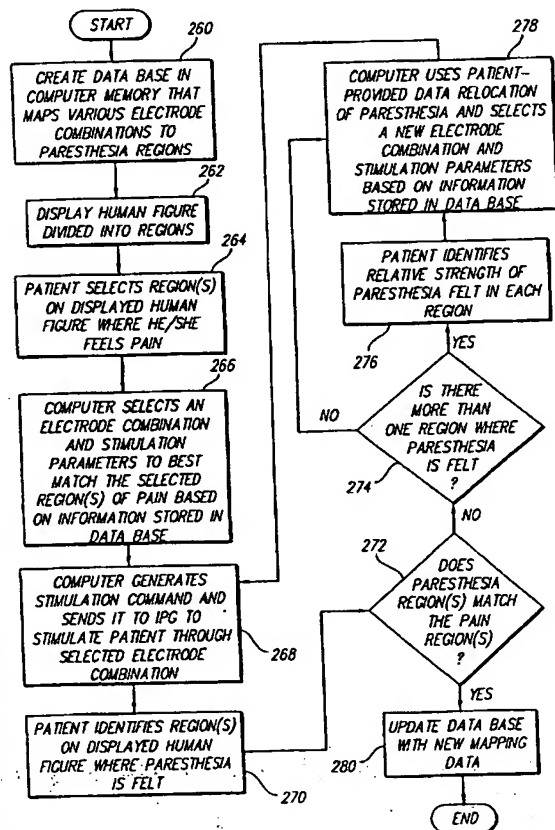 START
260
CREATE DATA BASE IN
COMPUTER MEMORY THAT
MAPS VARIOUS ELECTRODE
COMBINATIONS TO
PARESTHESIA REGIONS
262
DISPLAY HUMAN FIGURE
DIVIDED INTO REGIONS
264
PATIENT SELECTS REGION(S)
ON DISPLAYED HUMAN
FIGURE WHERE HE/SHE
FEELS PAIN
266
COMPUTER SELECTS AN
ELECTRODE COMBINATION
AND STIMULATION
PARAMETERS TO BEST
MATCH THE SELECTED
REGION(S) OF PAIN BASED
ON INFORMATION STORED IN
DATA BASE
COMPUTER GENERATES
STIMULATION COMMAND AND
SENDS IT TO IPG TO
STIMULATE PATIENT THROUGH
SELECTED ELECTRODE
COMBINATION
268
PATIENT IDENTIFIES REGION(S)
ON DISPLAYED HUMAN
FIGURE WHERE PARESTHESIA
IS FELT
270
272
DOES
PARESTHESIA
REGION(S) MATCH
THE PAIN
REGION(S)
?
NO
YES
IS THERE
MORE THAN
ONE REGION WHERE
PARESTHESIA
IS FELT
?
274
NO
YES
PATIENT IDENTIFIES
RELATIVE STRENGTH OF
PARESTHESIA FELT IN EACH
REGION
276
278
COMPUTER USES PATIENT-
PROVIDED DATA RELOCATION
OF PARESTHESIA AND SELECTS
A NEW ELECTRODE
COMBINATION AND
STIMULATION PARAMETERS
BASED ON INFORMATION
STORED IN DATA BASE
UPDATE DATA BASE
WITH NEW MAPPING
DATA
280
END